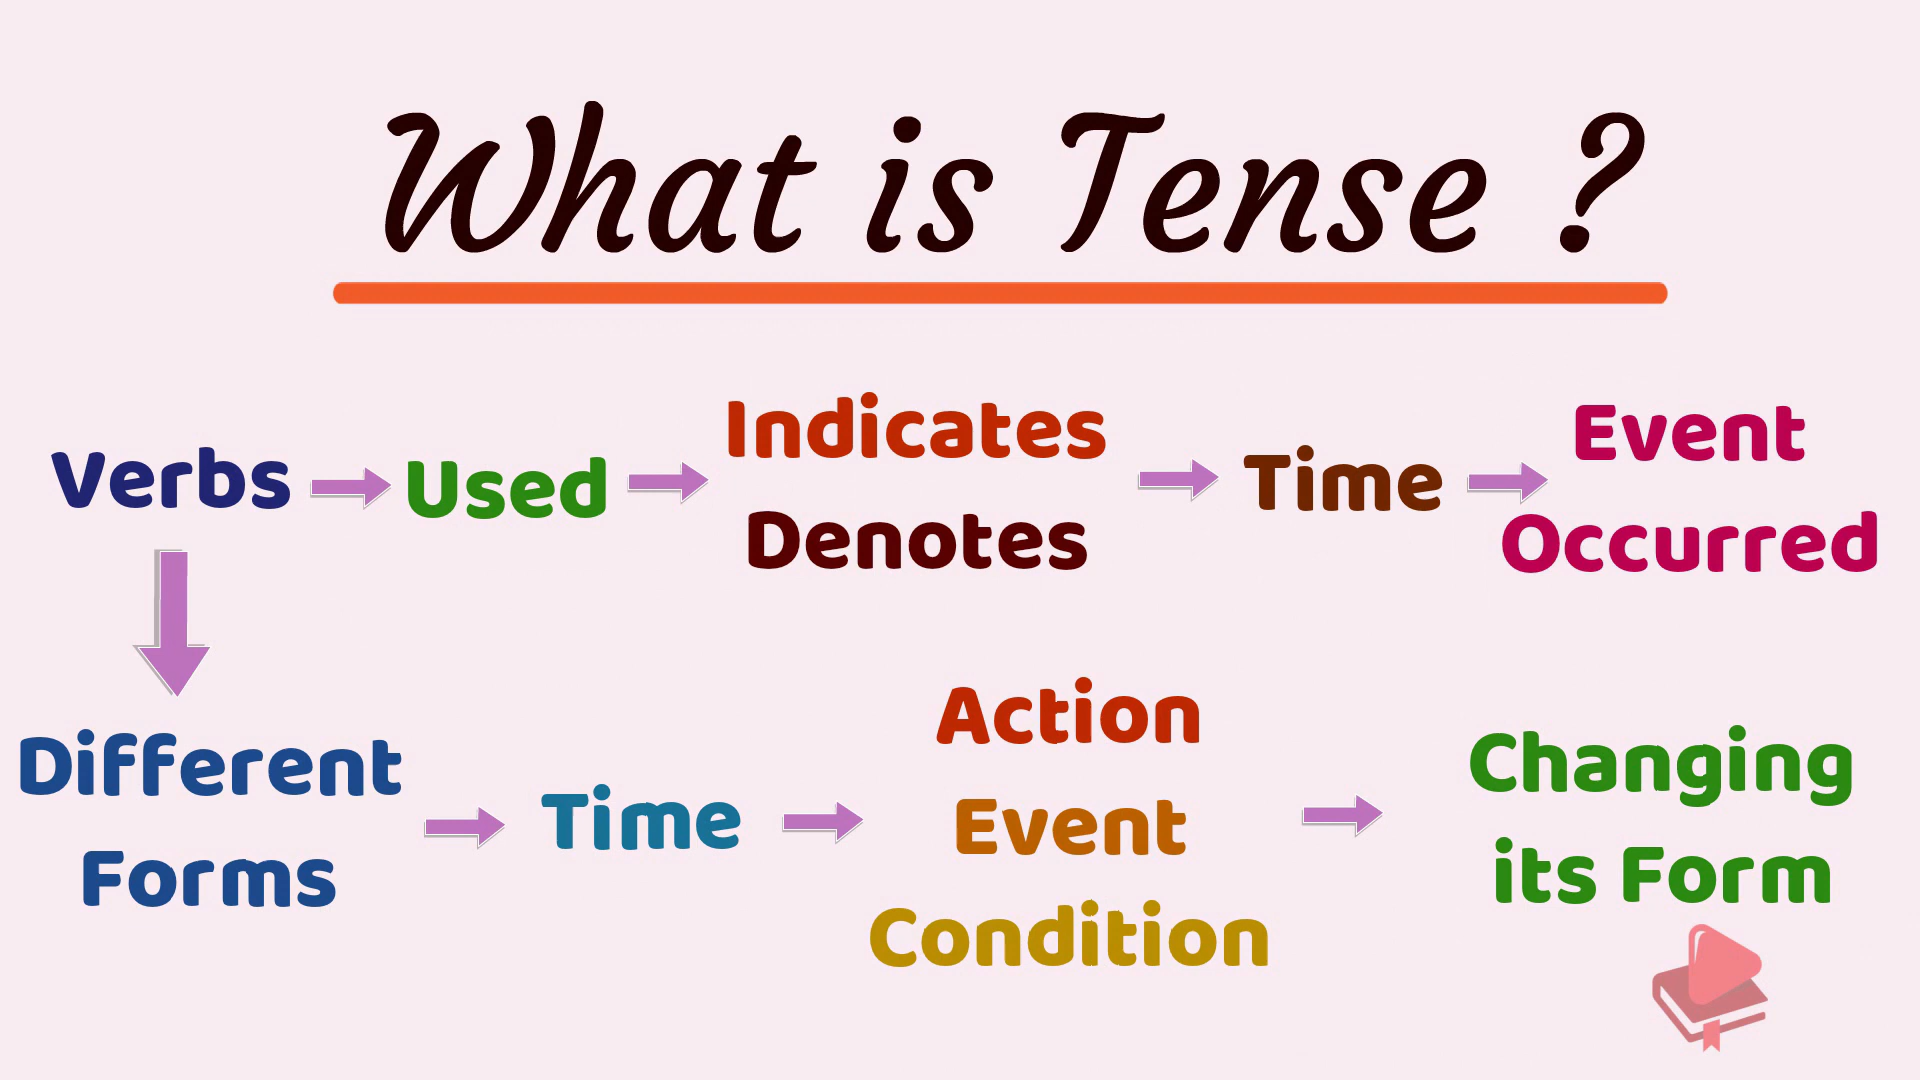 What is Tense ?
Verbs Used Indicates Denotes Time Event Occurred
Different Forms Time Action Event Condition Changing its Form